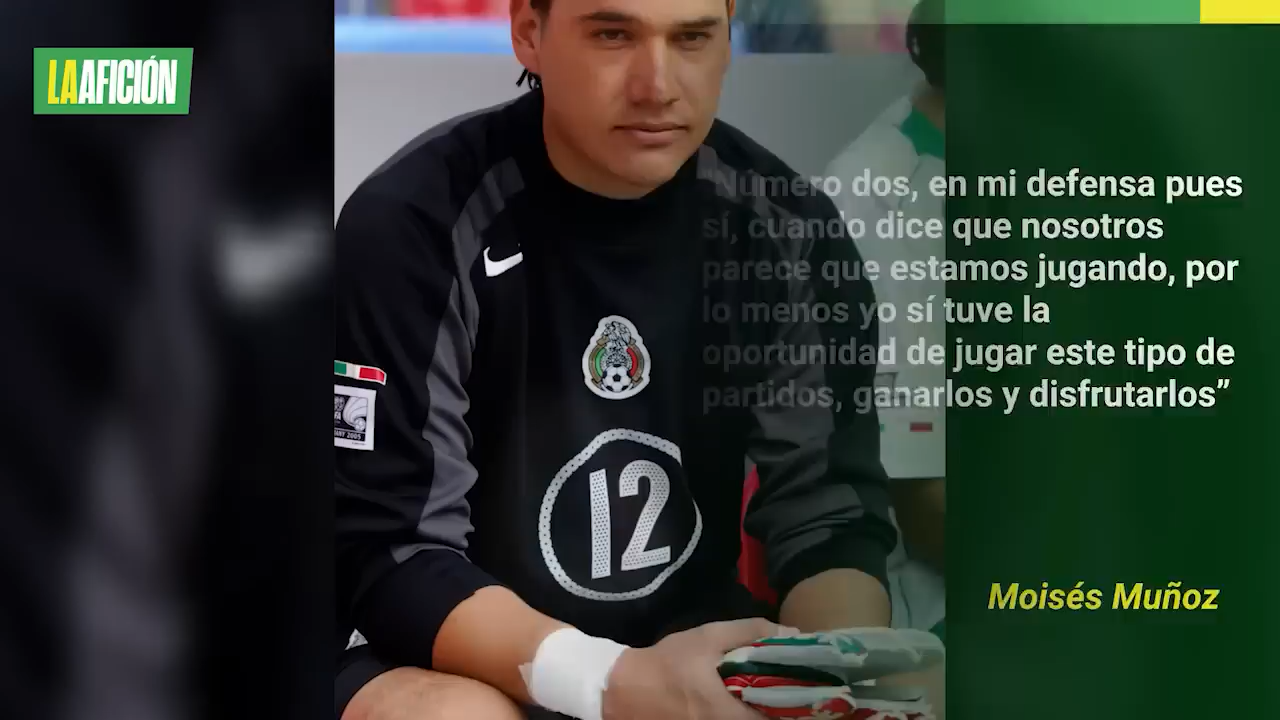 LAAFICIÓN
Número dos, en mi defensa pues
sí, cuando dice que nosotros
parece que estamos jugando, por
lo menos yo sí tuve la
oportunidad de jugar este tipo de
partidos, ganarlos y disfrutarlos”
12
2005
Moisés Muñoz